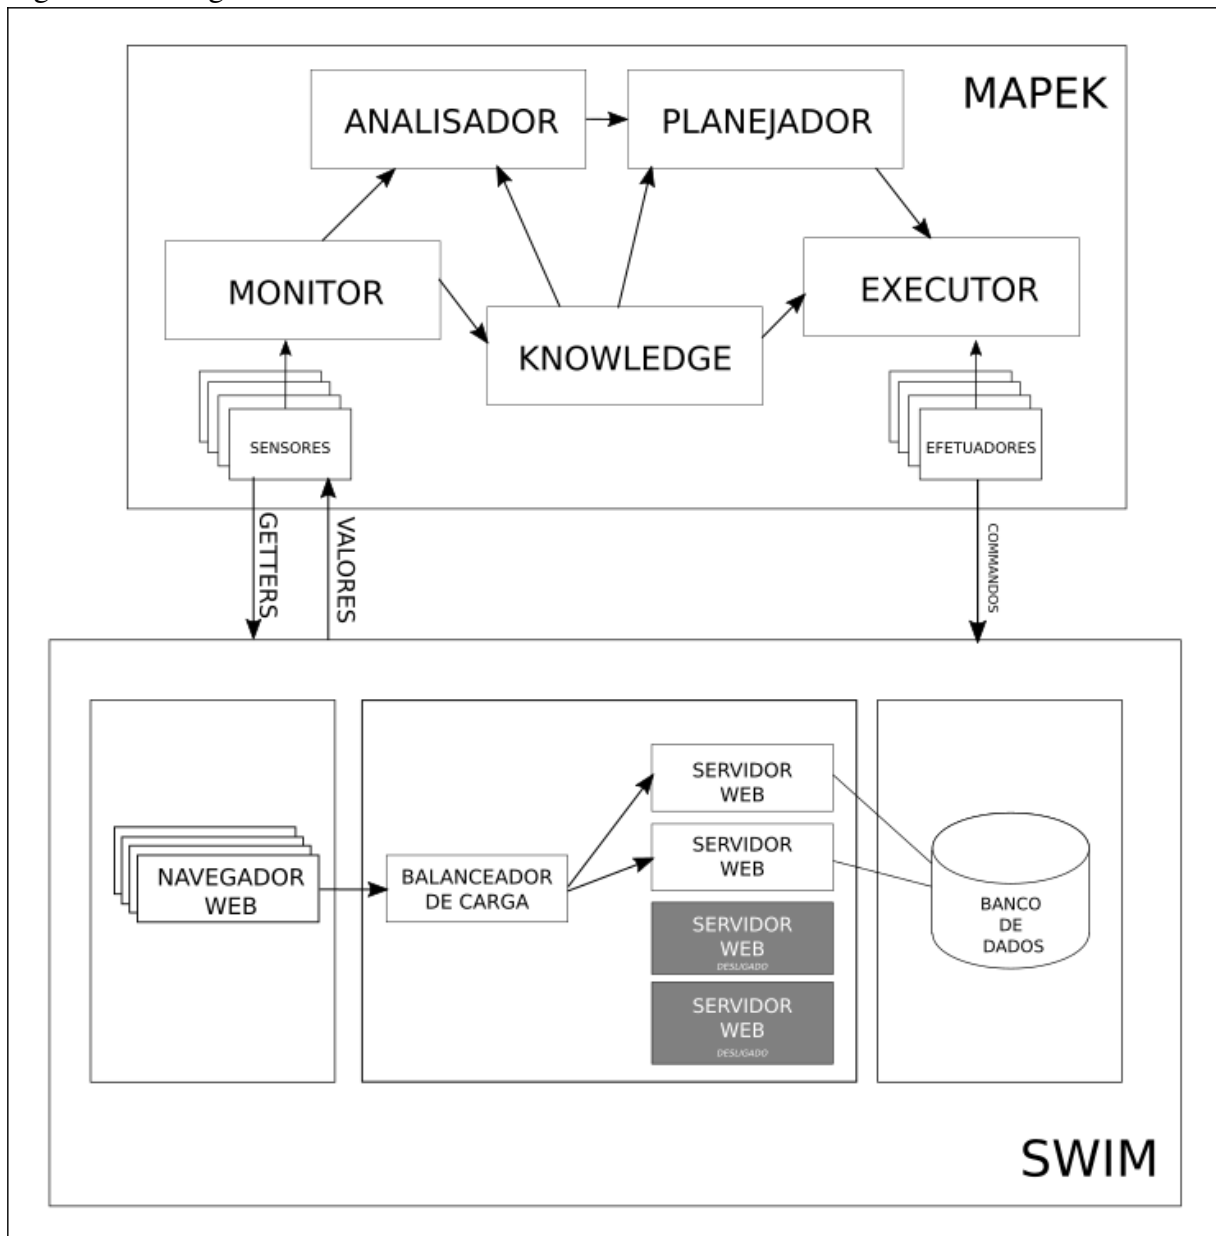 MAPEK
ANALISADOR
PLANEJADOR
MONITOR
EXECUTOR
KNOWLEDGE
SENSORES
EFETUADORES
GETTERS
VALORES
COMMANDOS
NAVEGADOR
WEB
BALANCEADOR
DE CARGA
SERVIDOR
WEB
SERVIDOR
WEB
SERVIDOR
WEB
DESLIGADO
SERVIDOR
WEB
DESLIGADO
BANCO
DE
DADOS
SWIM